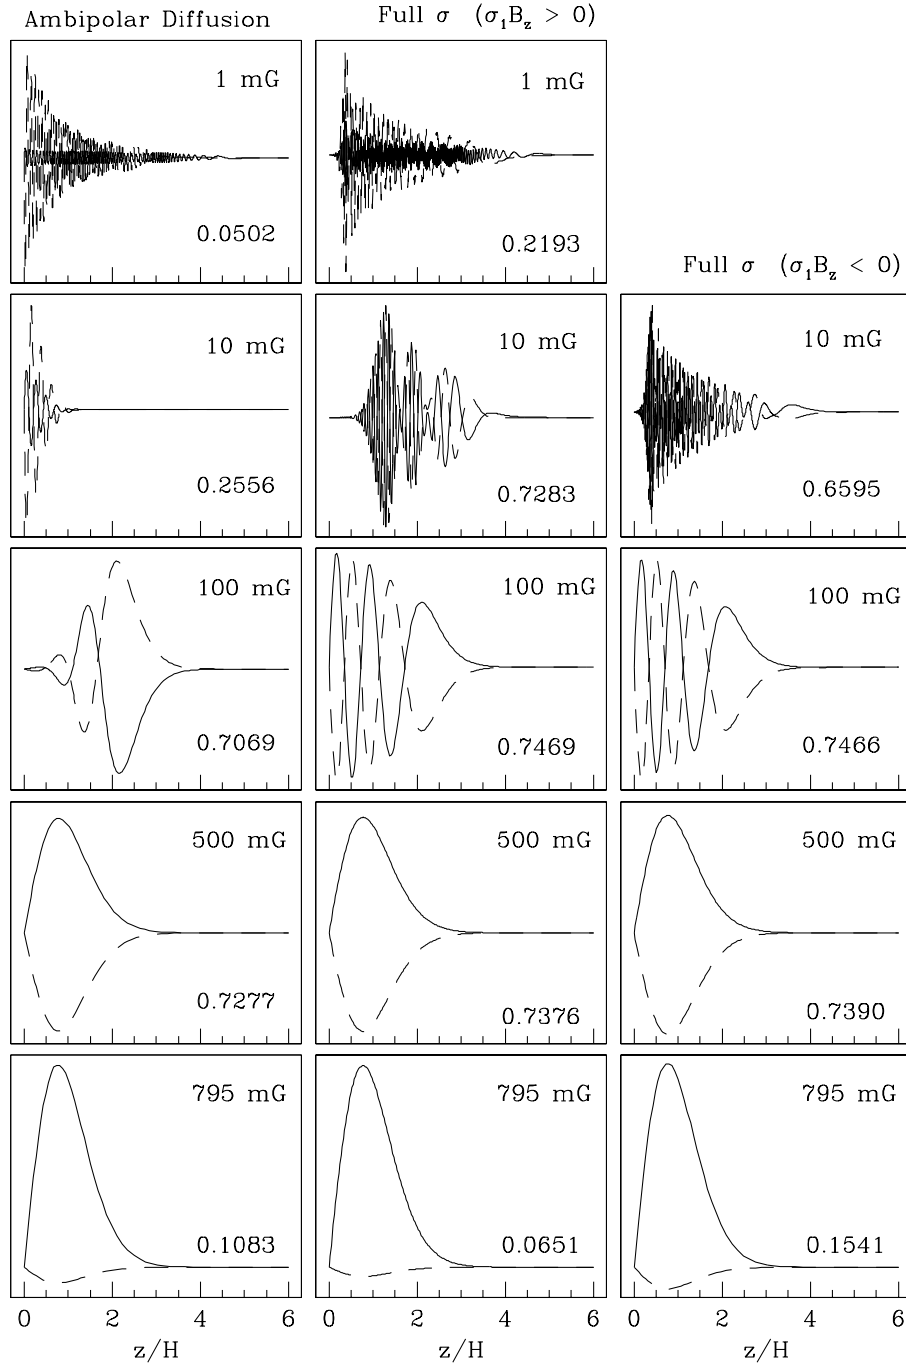 Ambipolar Diffusion
Full σ (σ₁B_z > 0)
1 mG
0.0502
1 mG
0.2193
Full σ (σ₁B_z < 0)
10 mG
0.2556
10 mG
0.7283
10 mG
0.6595
100 mG
0.7069
100 mG
0.7469
100 mG
0.7466
500 mG
0.7277
500 mG
0.7376
500 mG
0.7390
795 mG
0.1083
795 mG
0.0651
795 mG
0.1541
0 2 4 6
0 2 4 6
0 2 4 6
z/H
z/H
z/H